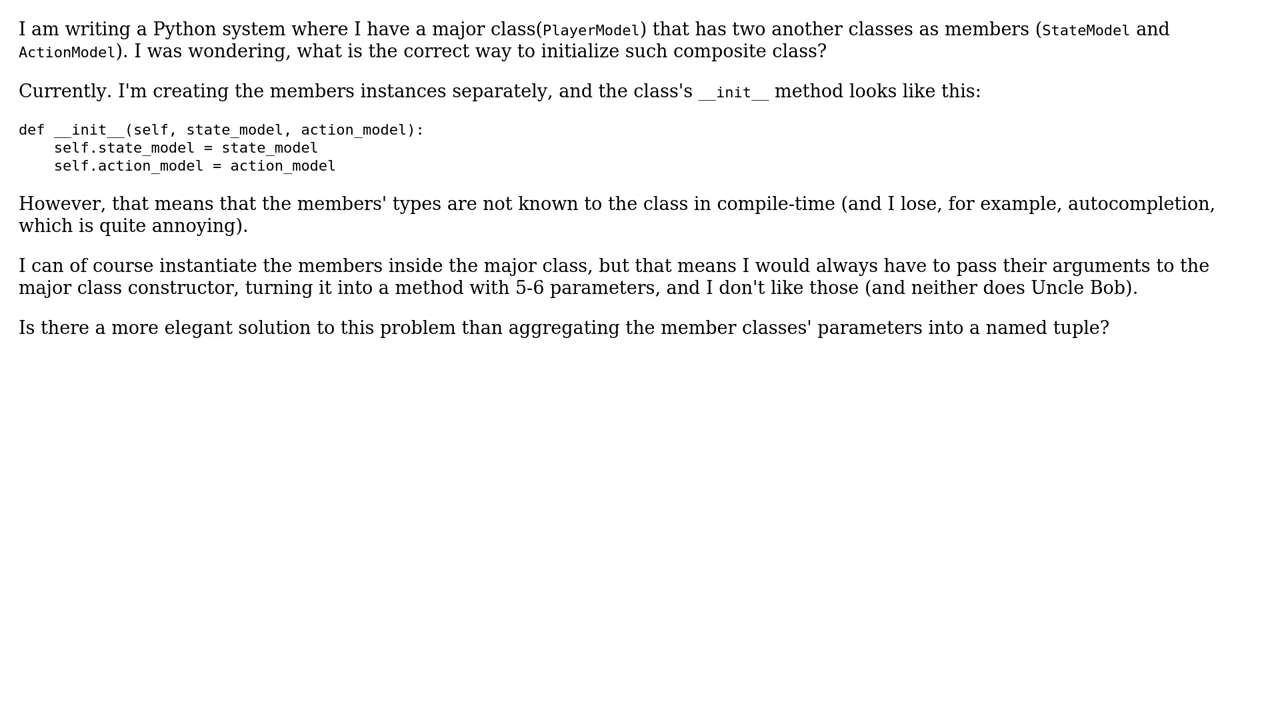 I am writing a Python system where I have a major class(PlayerModel) that has two another classes as members (StateModel and
ActionModel). I was wondering, what is the correct way to initialize such composite class?
Currently. I'm creating the members instances separately, and the class's __init__ method looks like this:
def __init__(self, state_model, action_model):
    self.state_model = state_model
    self.action_model = action_model
However, that means that the members' types are not known to the class in compile-time (and I lose, for example, autocompletion,
which is quite annoying).
I can of course instantiate the members inside the major class, but that means I would always have to pass their arguments to the
major class constructor, turning it into a method with 5-6 parameters, and I don't like those (and neither does Uncle Bob).
Is there a more elegant solution to this problem than aggregating the member classes' parameters into a named tuple?